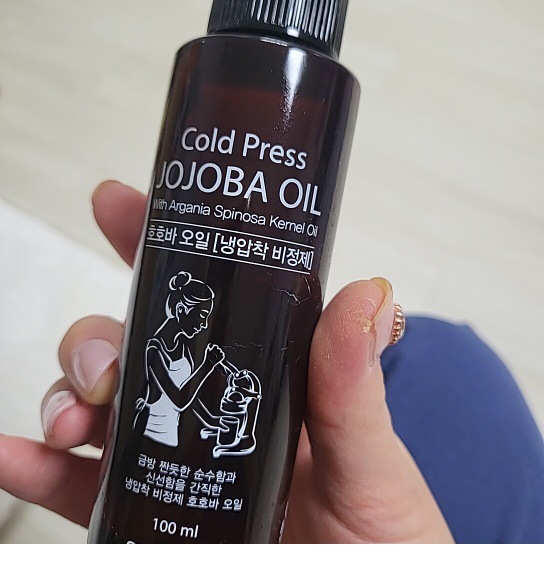 Cold Press
JOJOBA OIL
With Argania Spinosa Kernel Oil
호호바 오일 [냉압착 비정제]
금방 짠듯한 순수함과
신선함을 간직한
냉압착 비정제 호호바 오일
100 ml